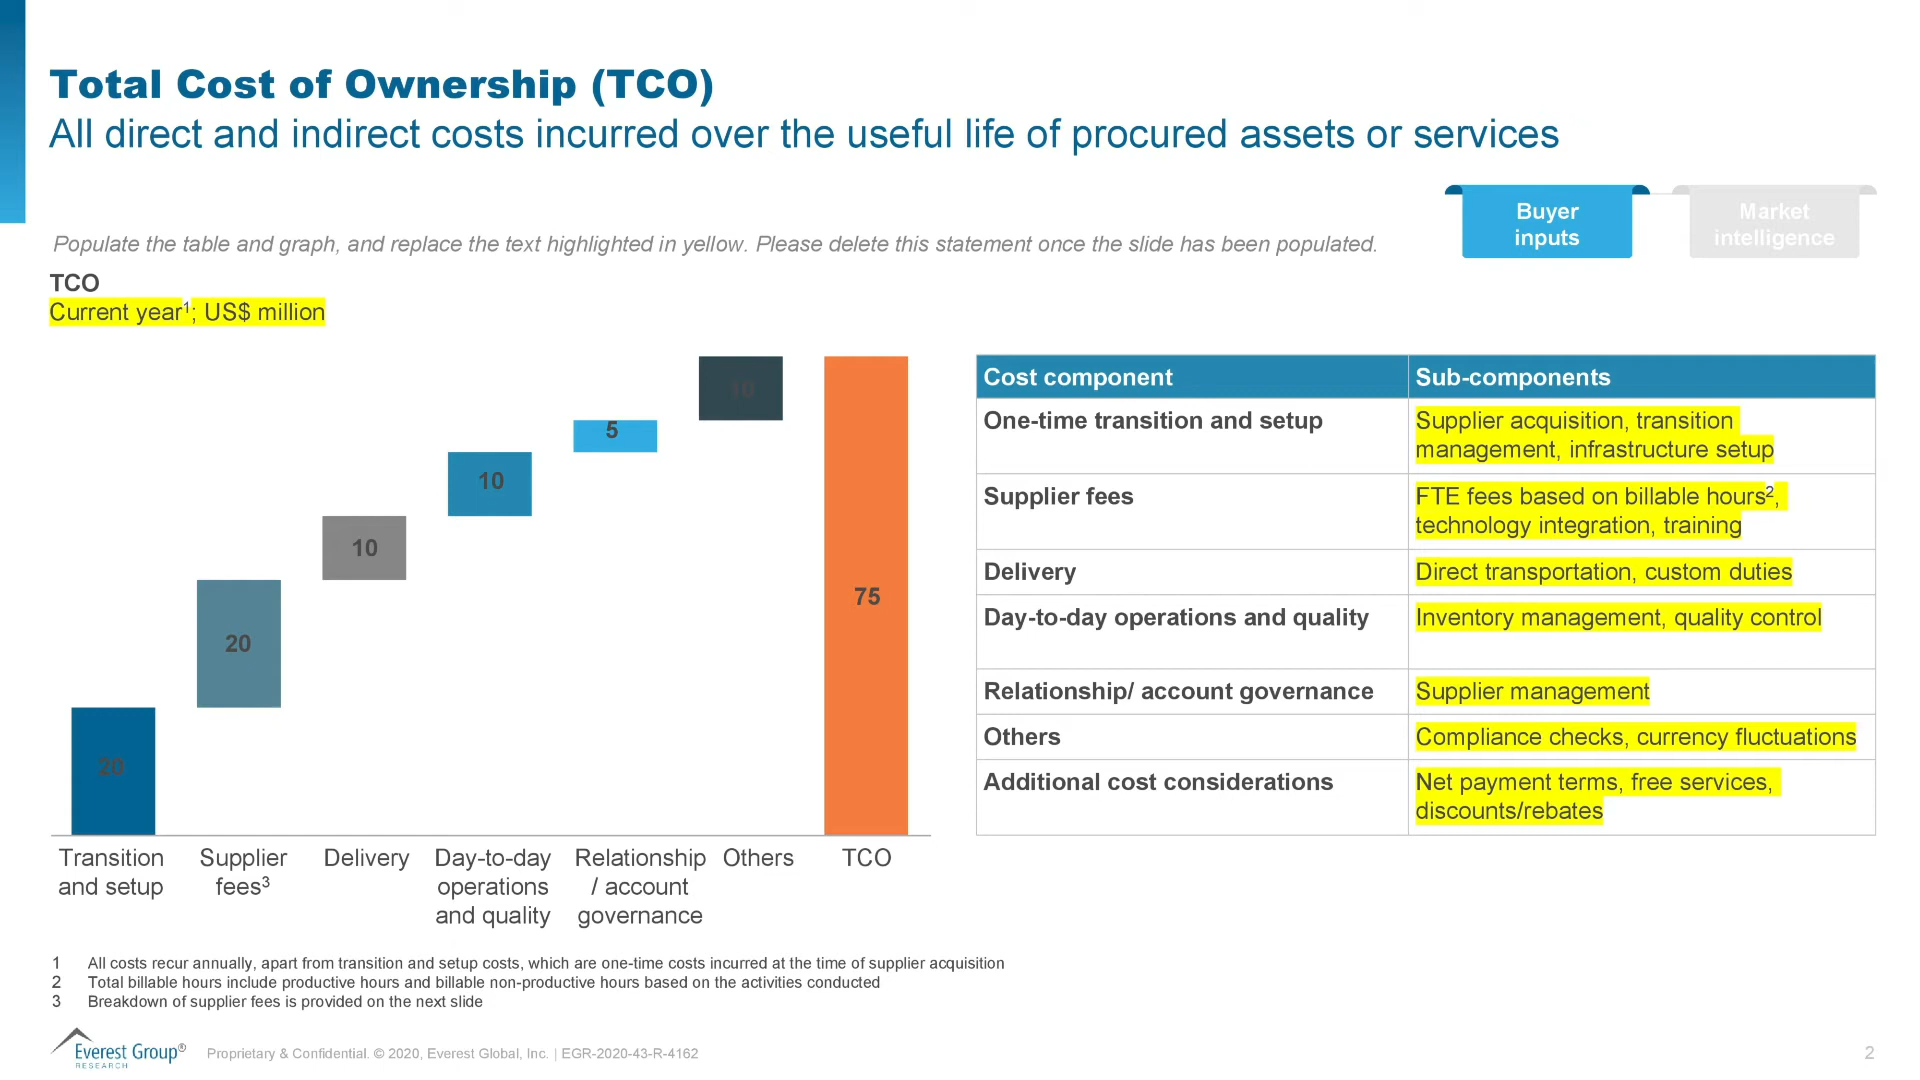 Total Cost of Ownership (TCO)
All direct and indirect costs incurred over the useful life of procured assets or services
Buyer
inputs
Market
intelligence
Populate the table and graph, and replace the text highlighted in yellow. Please delete this statement once the slide has been populated.
TCO
Current year¹; US$ million
20
20
10
10
5
10
75
Transition
and setup
Supplier
fees³
Delivery
Day-to-day
operations
and quality
Relationship
/ account
governance
Others
TCO
Cost component
Sub-components
One-time transition and setup
Supplier acquisition, transition
management, infrastructure setup
Supplier fees
FTE fees based on billable hours²,
technology integration, training
Delivery
Direct transportation, custom duties
Day-to-day operations and quality
Inventory management, quality control
Relationship/ account governance
Supplier management
Others
Compliance checks, currency fluctuations
Additional cost considerations
Net payment terms, free services,
discounts/rebates
1 All costs recur annually, apart from transition and setup costs, which are one-time costs incurred at the time of supplier acquisition
2 Total billable hours include productive hours and billable non-productive hours based on the activities conducted
3 Breakdown of supplier fees is provided on the next slide
Everest Group®
RESEARCH
Proprietary & Confidential. © 2020, Everest Global, Inc. | EGR-2020-43-R-4162
2